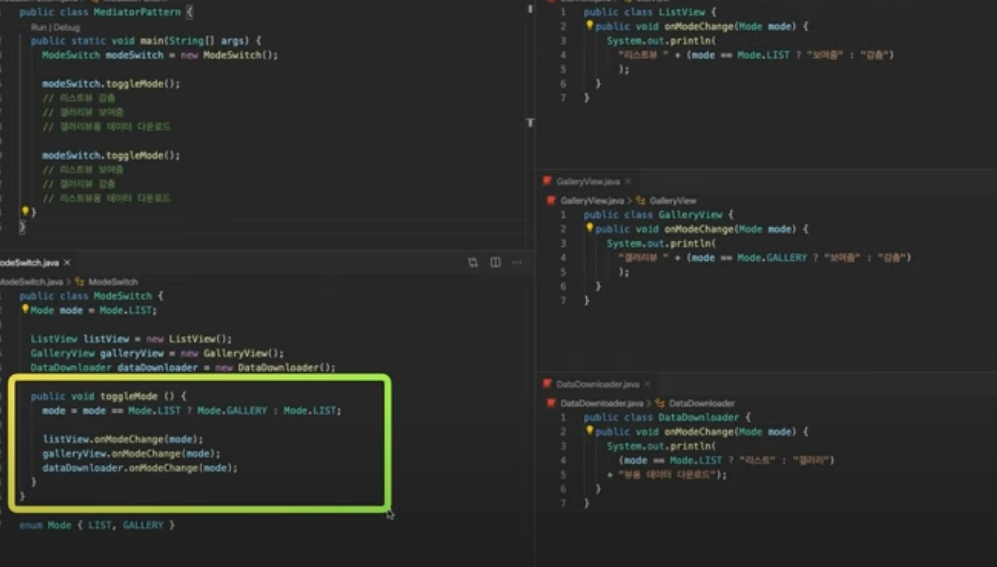 public class MediatorPattern {
Run | Debug
public static void main(String[] args) {
ModeSwitch modeSwitch = new ModeSwitch();
modeSwitch.toggleMode();
// 리스트뷰 감춤
// 갤러리뷰 보여줌
// 갤러리뷰용 데이터 다운로드
modeSwitch.toggleMode();
// 리스트뷰 보여줌
// 갤러리뷰 감춤
// 리스트뷰용 데이터 다운로드
}
}
odeSwitch.java ×
ModeSwitch.java > ModeSwitch
public class ModeSwitch {
Mode mode = Mode.LIST;
ListView listView = new ListView();
GalleryView galleryView = new GalleryView();
DataDownloader dataDownloader = new DataDownloader();
public void toggleMode () {
mode = mode == Mode.LIST ? Mode.GALLERY : Mode.LIST;
listView.onModeChange(mode);
galleryView.onModeChange(mode);
dataDownloader.onModeChange(mode);
}
}
enum Mode { LIST, GALLERY }
1 public class ListView {
2 public void onModeChange(Mode mode) {
3 System.out.println(
4 "리스트뷰 " + (mode == Mode.LIST ? "보여줌" : "감춤")
5 );
6 }
7 }
GalleryView.java ×
GalleryView.java > GalleryView
1 public class GalleryView {
2 public void onModeChange(Mode mode) {
3 System.out.println(
4 "갤러리뷰 " + (mode == Mode.GALLERY ? "보여줌" : "감춤")
5 );
6 }
7 }
DataDownloader.java ×
DataDownloader.java > DataDownloader
1 public class DataDownloader {
2 public void onModeChange(Mode mode) {
3 System.out.println(
4 (mode == Mode.LIST ? "리스트" : "갤러리")
5 + "뷰용 데이터 다운로드");
6 }
7 }